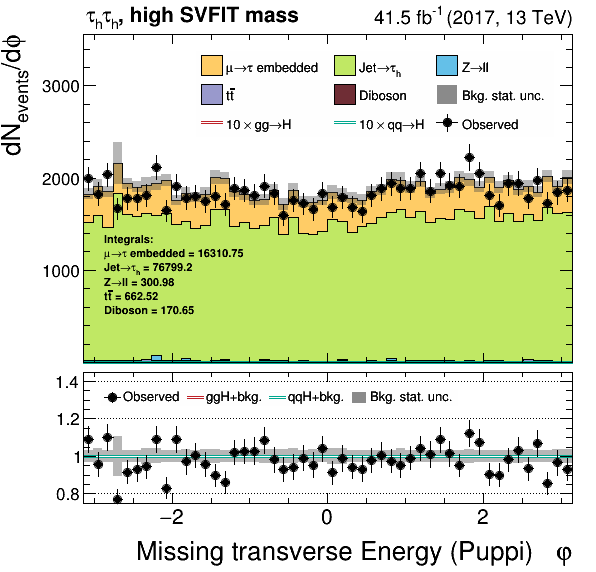 τhτh, high SVFIT mass 41.5 fb⁻¹ (2017, 13 TeV)
dNevents/dϕ
μ→τ embedded Jet→τh Z→ll
tt̅ Diboson Bkg. stat. unc.
10 × gg→H 10 × qq→H Observed
3000
2000
1000
Integrals:
μ→τ embedded = 16310.75
Jet→τh = 76799.2
Z→ll = 300.98
tt̅ = 662.52
Diboson = 170.65
1.4
1.2
1
0.8
Observed ggH+bkg. qqH+bkg. Bkg. stat. unc.
−2 0 2
Missing transverse Energy (Puppi) φ